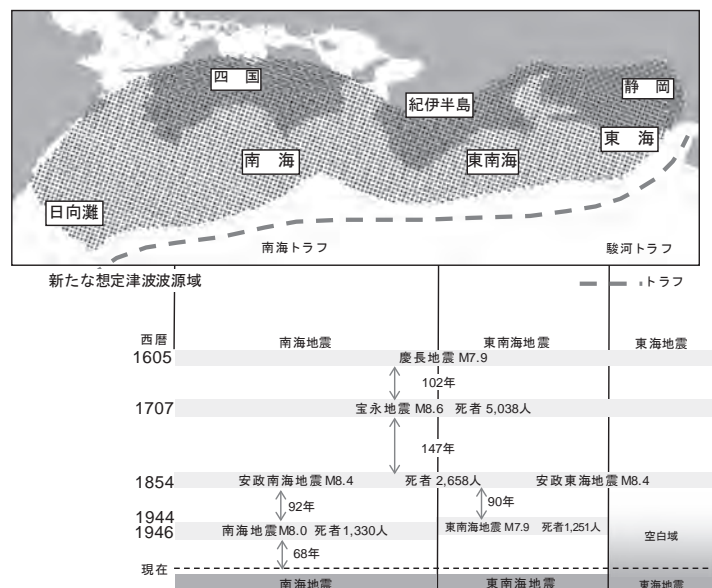 四 国
静 岡
紀伊半島
東 海
南 海
東南海
日向灘
南海トラフ
駿河トラフ
新たな想定津波波源域
トラフ
西暦
南海地震
東南海地震
東海地震
1605
慶長地震 M7.9
102年
1707
宝永地震 M8.6 死者 5,038人
147年
1854
安政南海地震 M8.4
死者 2,658人
安政東海地震 M8.4
92年
90年
1944
1946
南海地震M8.0 死者1,330人
東南海地震M7.9 死者1,251人
空白域
68年
現在
南海地震
東南海地震
東海地震